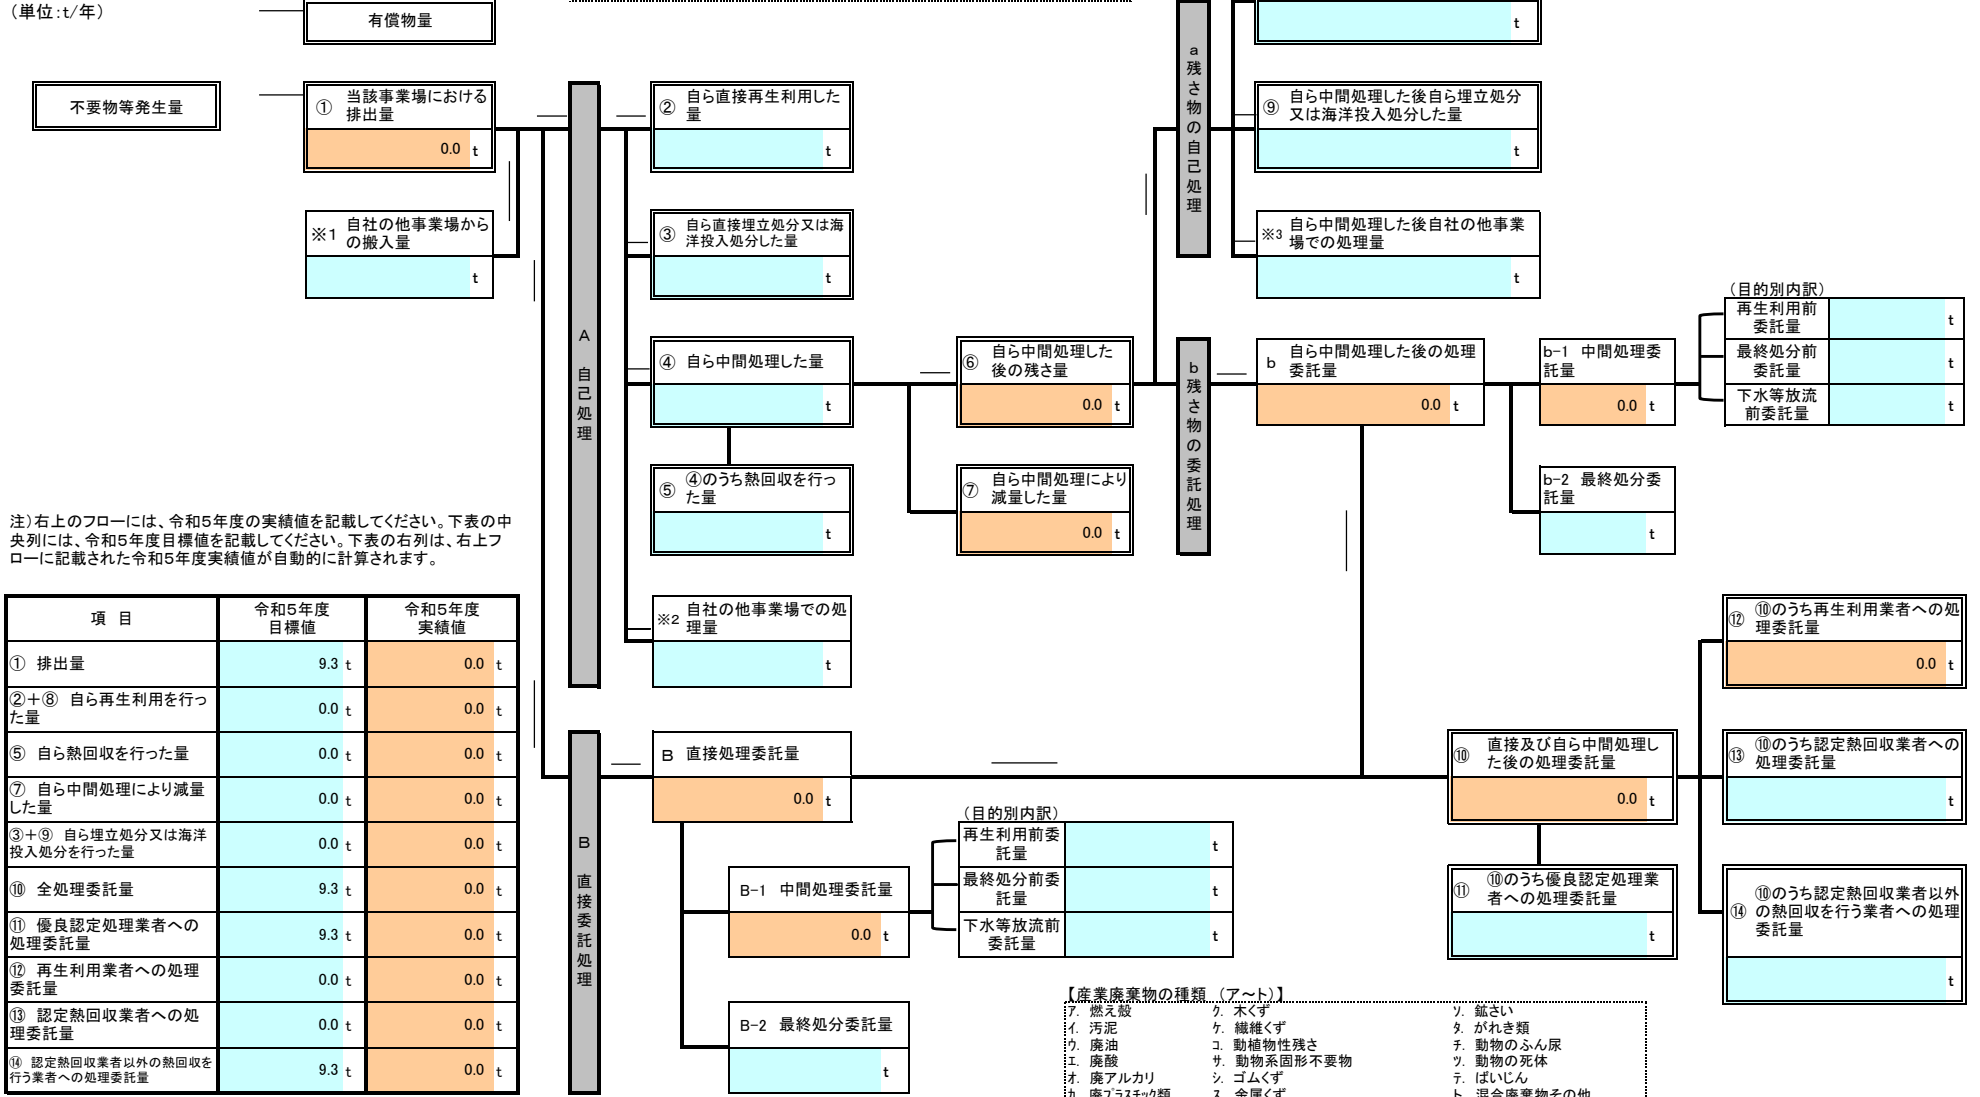 （単位：t/年）
有償物量
t
不要物等発生量
① 当該事業場における
排出量
0.0 t
※1 自社の他事業場から
の搬入量
t
A 自己処理
② 自ら直接再生利用した
量
t
③ 自ら直接埋立処分又は海
洋投入処分した量
t
④ 自ら中間処理した量
t
⑤ ④のうち熱回収を行っ
た量
t
※2 自社の他事業場での処
理量
t
⑥ 自ら中間処理した
後の残さ量
0.0 t
⑦ 自ら中間処理により
減量した量
0.0 t
a 残さ物の自己処理
⑨ 自ら中間処理した後自ら埋立処分
又は海洋投入処分した量
t
※3 自ら中間処理した後自社の他事業
場での処理量
t
b 残さ物の委託処理
b 自ら中間処理した後の処理
委託量
0.0 t
b-1 中間処理委
託量
0.0 t
b-2 最終処分委
託量
t
（目的別内訳）
再生利用前
委託量
t
最終処分前
委託量
t
下水等放流
前委託量
t
注）右上のフローには、令和5年度の実績値を記載してください。下表の中
央列には、令和5年度目標値を記載してください。下表の右列は、右上フ
ローに記載された令和5年度実績値が自動的に計算されます。
項 目 令和5年度
目標値 令和5年度
実績値
① 排出量 9.3 t 0.0 t
②＋⑧ 自ら再生利用を行っ
た量 0.0 t 0.0 t
⑤ 自ら熱回収を行った量 0.0 t 0.0 t
⑦ 自ら中間処理により減量
した量 0.0 t 0.0 t
③＋⑨ 自ら埋立処分又は海洋
投入処分を行った量 0.0 t 0.0 t
⑩ 全処理委託量 9.3 t 0.0 t
⑪ 優良認定処理業者への
処理委託量 9.3 t 0.0 t
⑫ 再生利用業者への処理
委託量 0.0 t 0.0 t
⑬ 認定熱回収業者への処
理委託量 0.0 t 0.0 t
⑭ 認定熱回収業者以外の熱回収を
行う業者への処理委託量 9.3 t 0.0 t
B 直接委託処理
B 直接処理委託量
0.0 t
B-1 中間処理委託量
0.0 t
B-2 最終処分委託量
t
（目的別内訳）
再生利用前委
託量
t
最終処分前委
託量
t
下水等放流前
委託量
t
⑩ 直接及び自ら中間処理し
た後の処理委託量
0.0 t
⑪ ⑩のうち優良認定処理業
者への処理委託量
t
⑫ ⑩のうち再生利用業者への処
理委託量
0.0 t
⑬ ⑩のうち認定熱回収業者への
処理委託量
t
⑭ ⑩のうち認定熱回収業者以外
の熱回収を行う業者への処理
委託量
t
【産業廃棄物の種類 （ア～ト）】
ア. 燃え殻 ク. 木くず ソ. 鉱さい
イ. 汚泥 ケ. 繊維くず タ. がれき類
ウ. 廃油 コ. 動植物性残さ チ. 動物のふん尿
エ. 廃酸 サ. 動物系固形不要物 ツ. 動物の死体
オ. 廃アルカリ シ. ゴムくず テ. ばいじん
カ. 廃プラスチック類 ス. 金属くず ト. 混合廃棄物その他